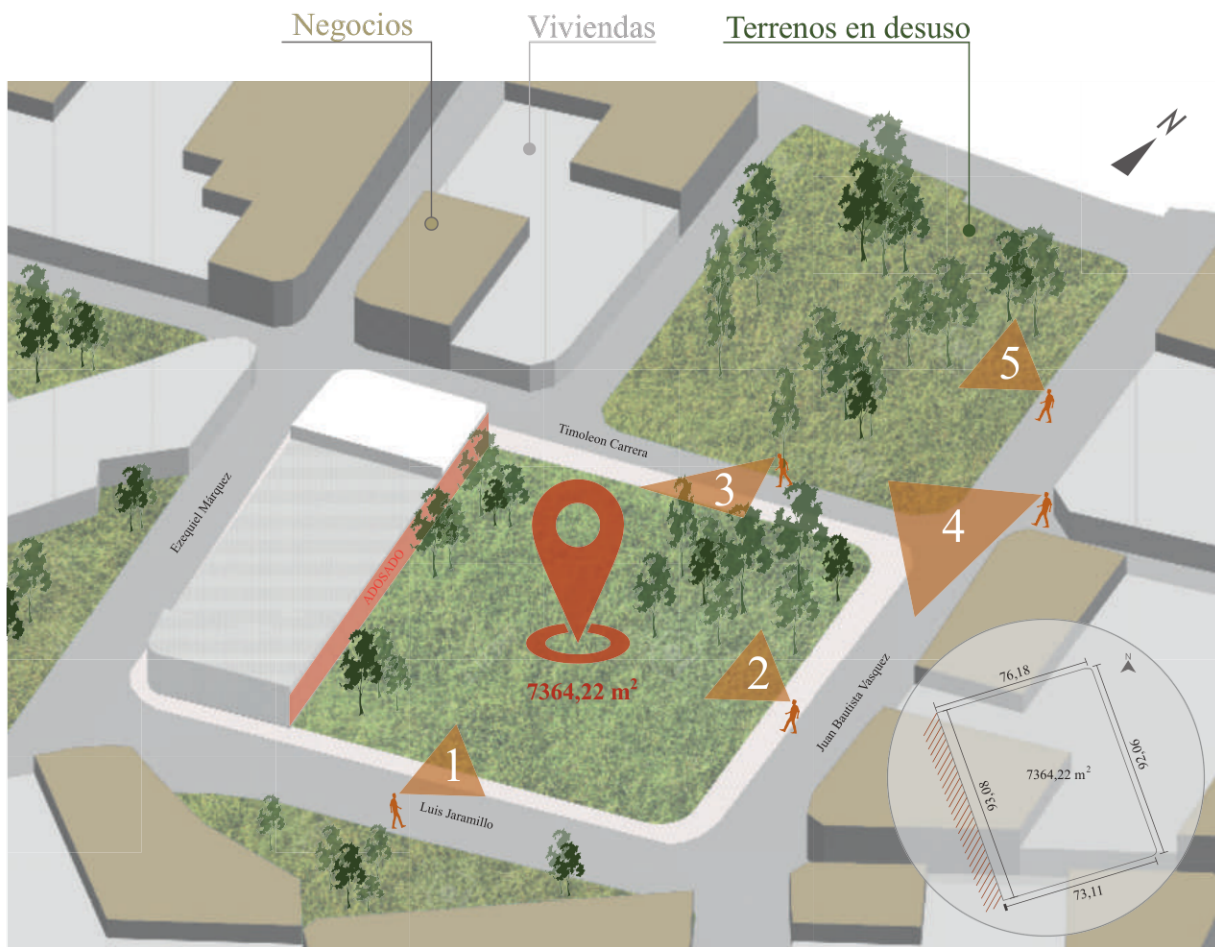 Negocios
Viviendas
Terrenos en desuso
N
5
Timoleon Carrera
3
4
Ezequiel Márquez
ADOSADO
7364,22 m²
2
Juan Bautista Vasquez
1
Luis Jaramillo
N
76,18
92,06
7364,22 m²
93,08
73,11